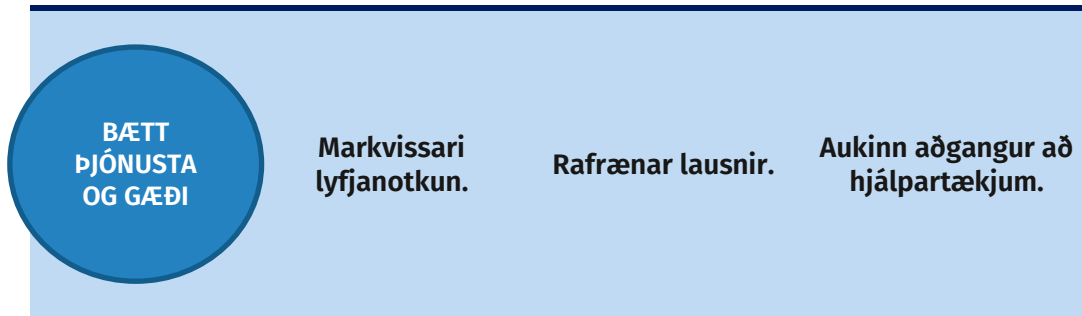 BÆTT
ÞJÓNUSTA
OG GÆÐI
Markvissari
lyfjanotkun.
Rafrænar lausnir.
Aukinn aðgangur að
hjálpartækjum.